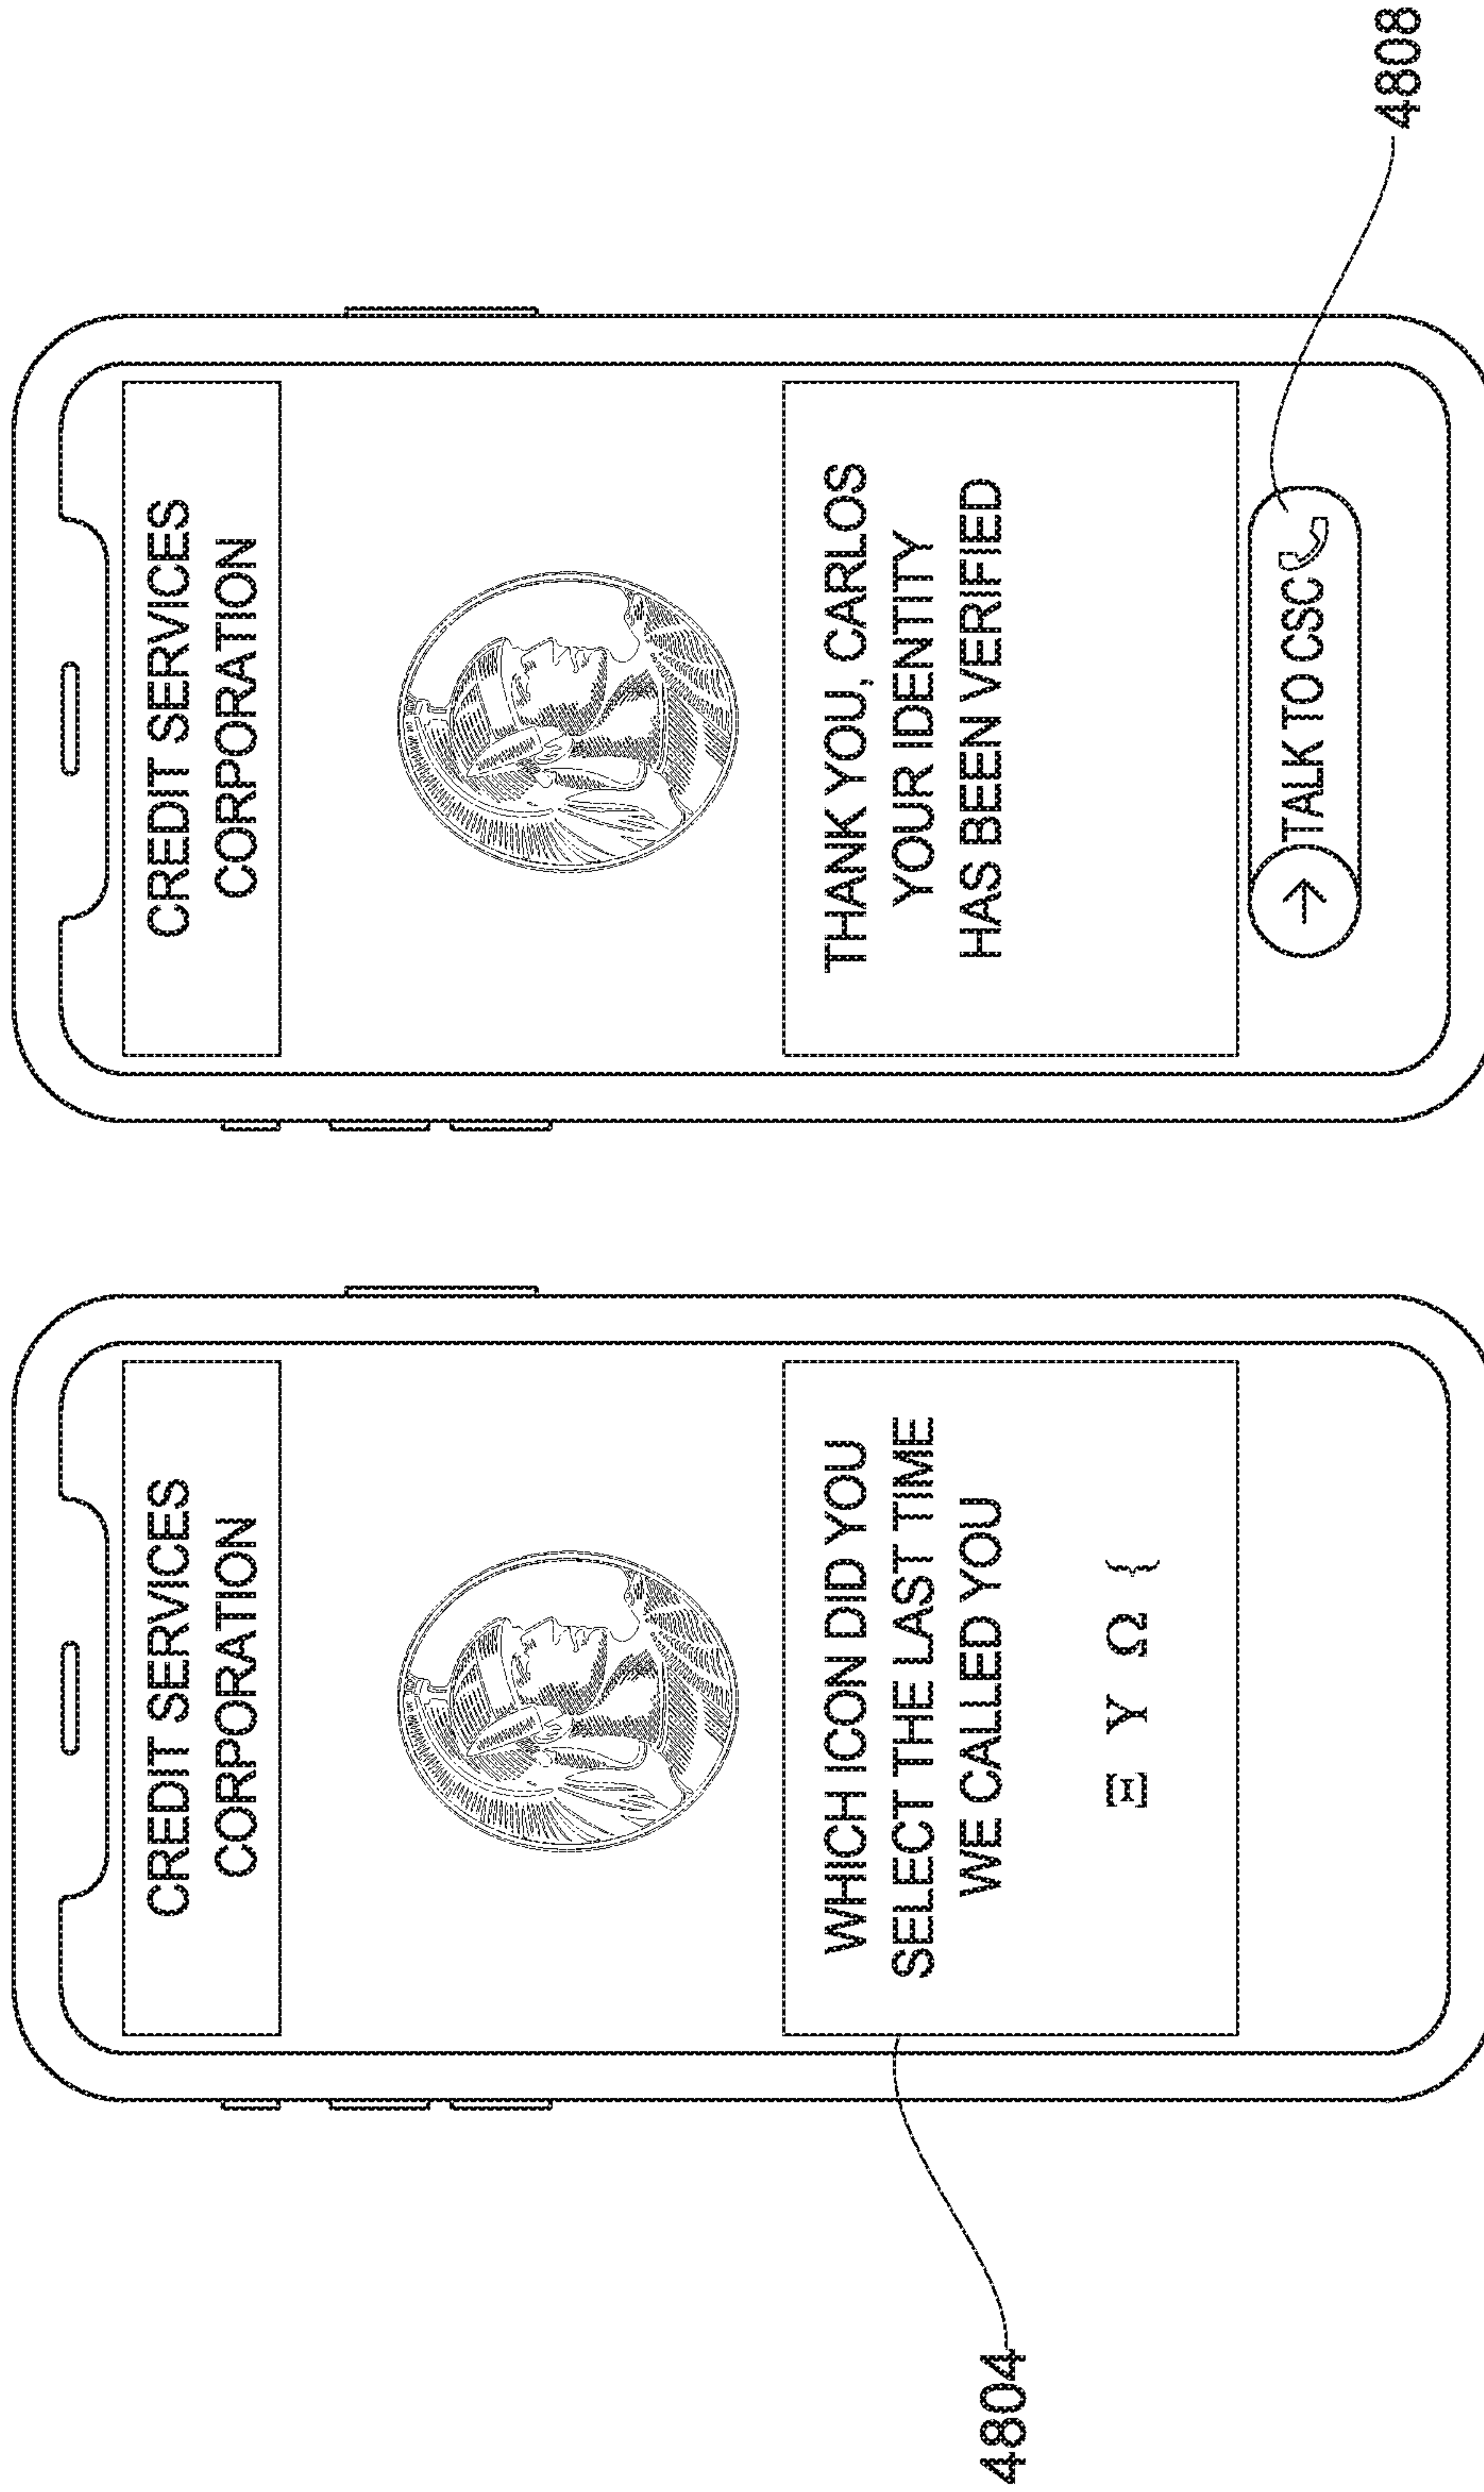 CREDIT SERVICES
CORPORATION
WHICH ICON DID YOU
SELECT THE LAST TIME
WE CALLED YOU
Ξ Υ Ω {
4804
CREDIT SERVICES
CORPORATION
THANK YOU, CARLOS
YOUR IDENTITY
HAS BEEN VERIFIED
TALK TO CSC
4808